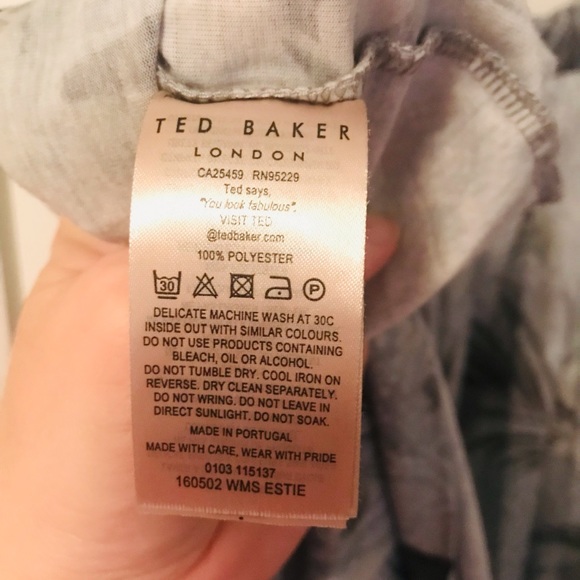 TED BAKER
LONDON
CA25459 RN95229
Ted says,
"You look fabulous".
VISIT TED
@tedbaker.com
100% POLYESTER
30 P
DELICATE MACHINE WASH AT 30C
INSIDE OUT WITH SIMILAR COLOURS.
DO NOT USE PRODUCTS CONTAINING
BLEACH, OIL OR ALCOHOL.
DO NOT TUMBLE DRY. COOL IRON ON
REVERSE. DRY CLEAN SEPARATELY.
DO NOT WRING. DO NOT LEAVE IN
DIRECT SUNLIGHT. DO NOT SOAK.
MADE IN PORTUGAL
MADE WITH CARE, WEAR WITH PRIDE
0103 115137
160502 WMS ESTIE